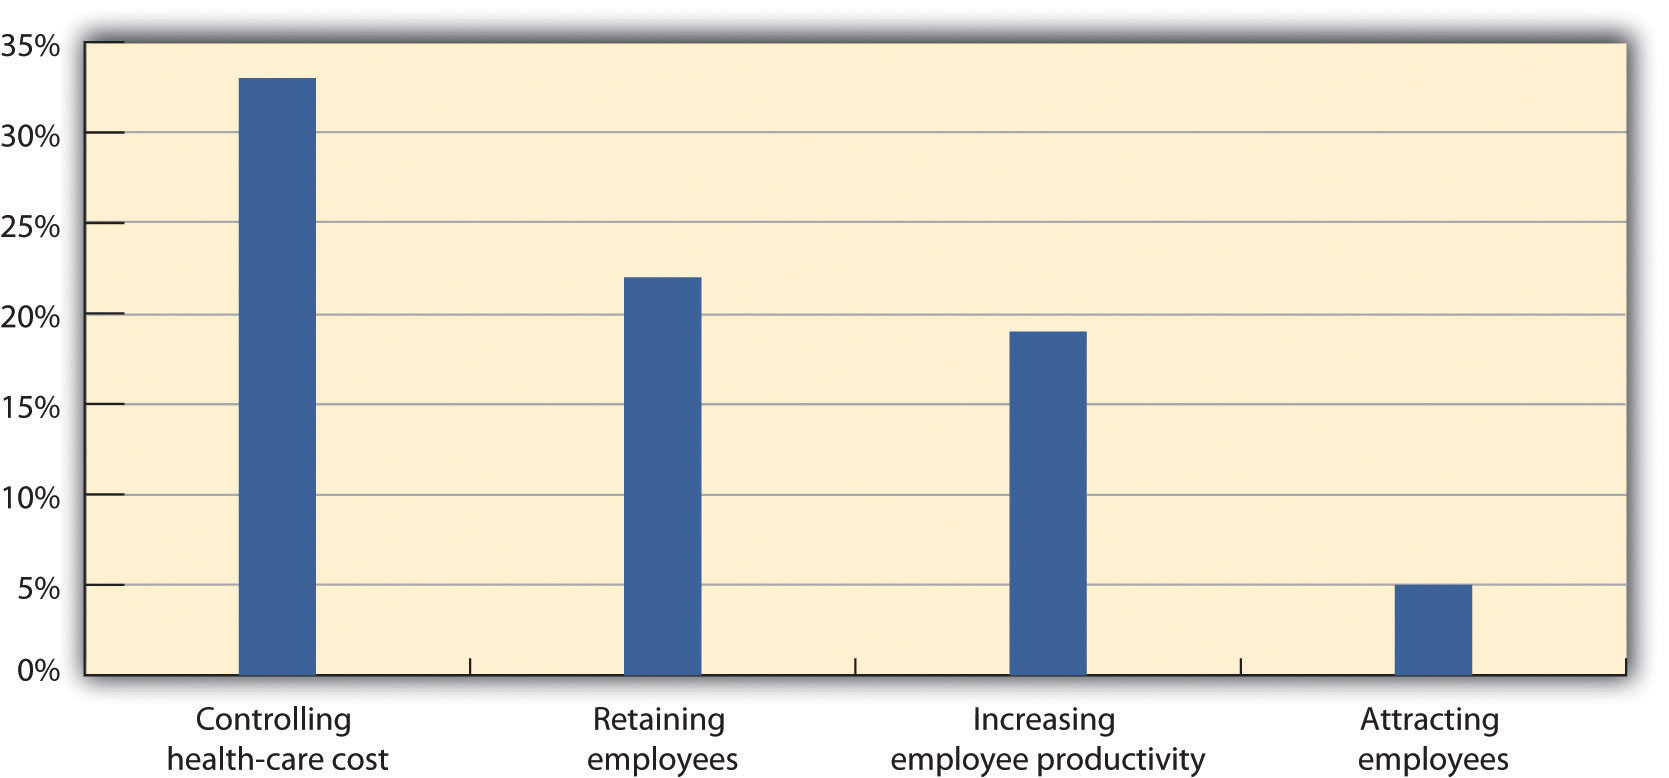 35%
30%
25%
20%
15%
10%
5%
0%
Controlling
health-care cost
Retaining
employees
Increasing
employee productivity
Attracting
employees